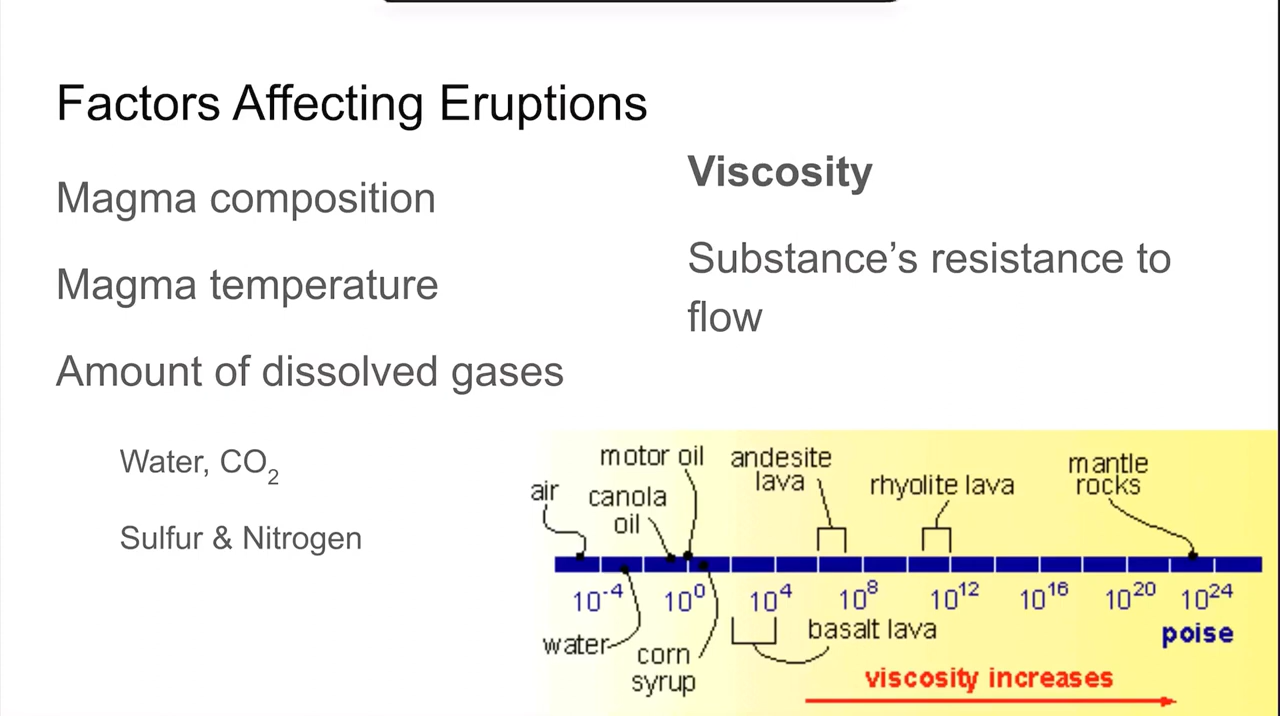 Factors Affecting Eruptions
Magma composition
Magma temperature
Amount of dissolved gases
Water, CO₂
Sulfur & Nitrogen
Viscosity
Substance’s resistance to
flow
motor oil
andesite
lava
mantle
rocks
rhyolite lava
air
canola
oil
10⁻⁴ 10⁰ 10⁴ 10⁸ 10¹² 10¹⁶ 10²⁰ 10²⁴
poise
water
corn
syrup
basalt lava
viscosity increases